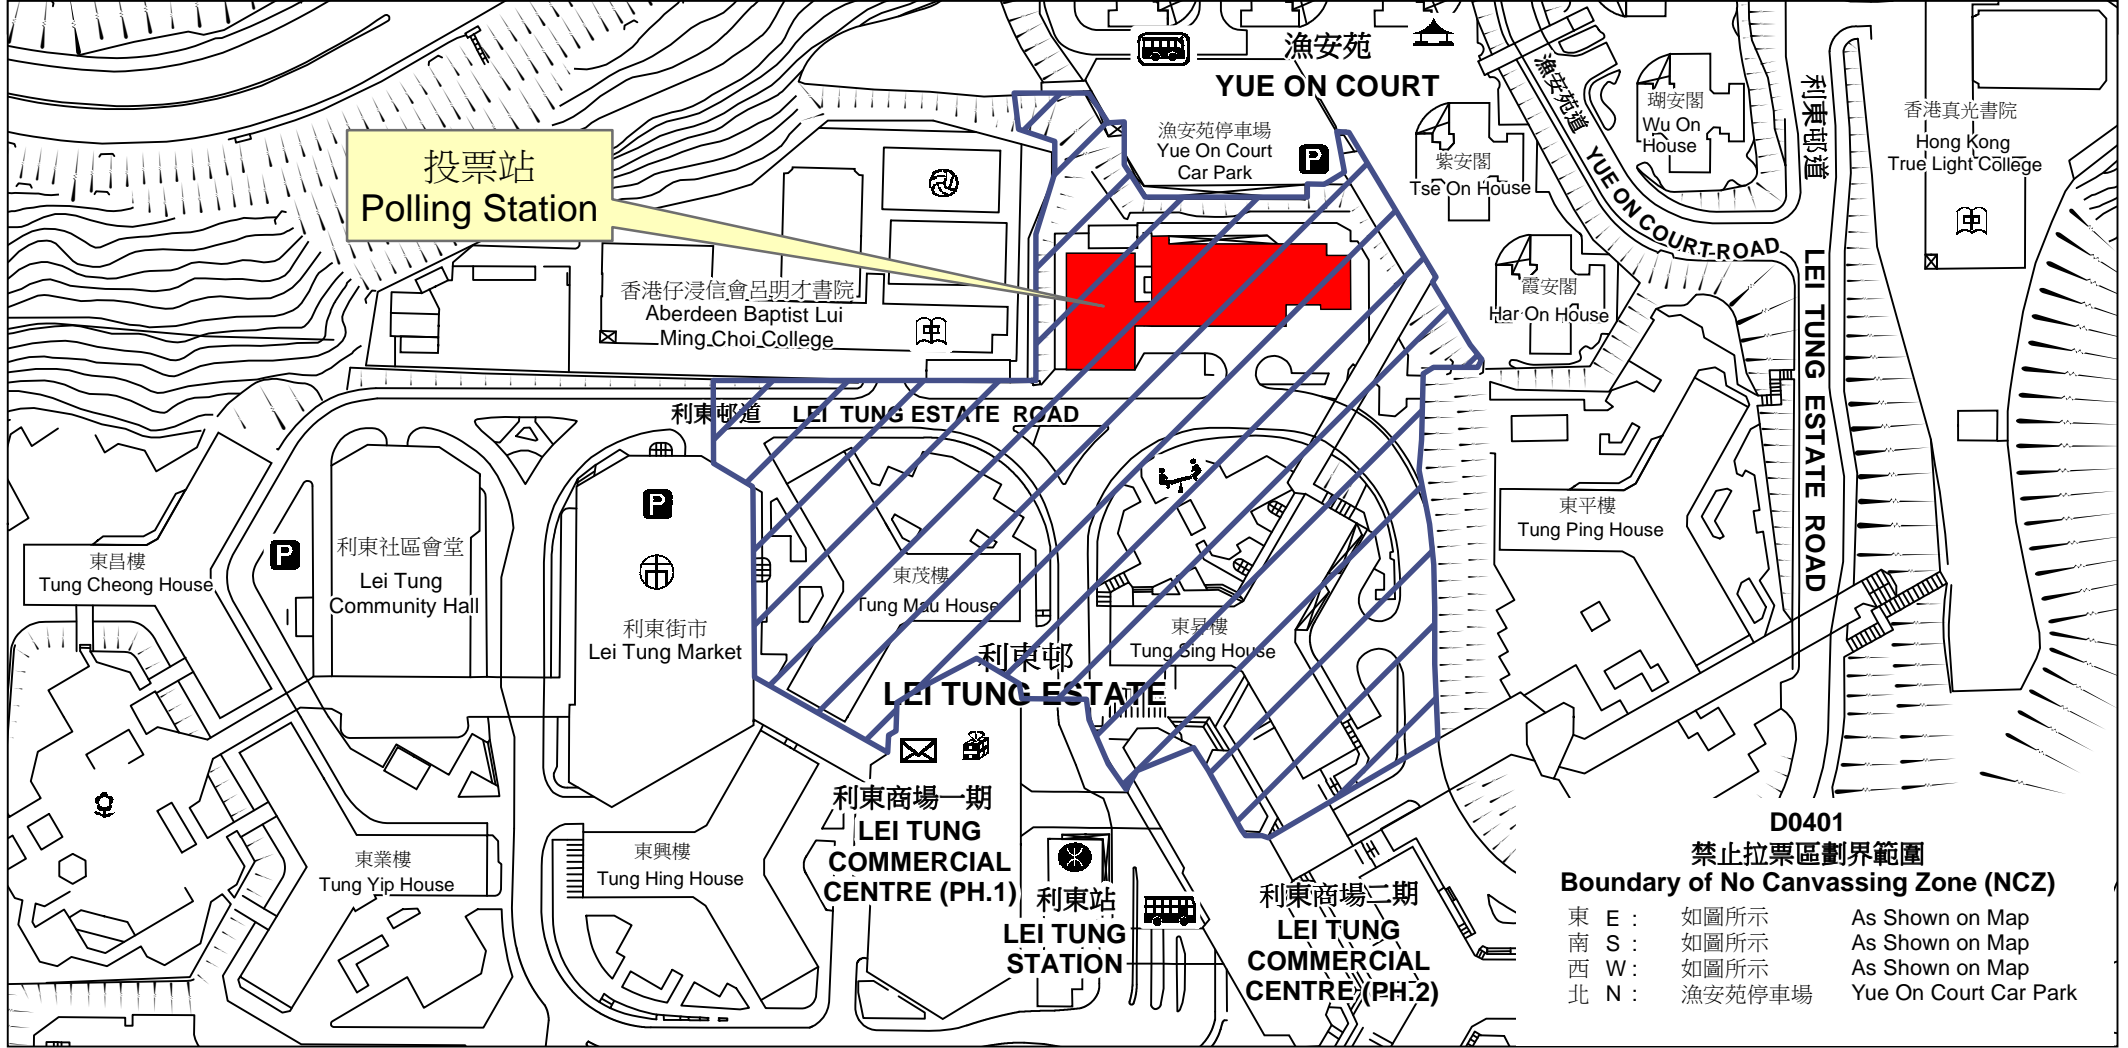 漁安苑
YUE ON COURT
漁安苑停車場
Yue On Court
Car Park
P
紫安閣
Tse On House
漁安苑道
YUE ON COURT ROAD
瑚安閣
Wu On
House
利東邨道
LEI TUNG ESTATE ROAD
香港真光書院
Hong Kong
True Light College
霞安閣
Har On House
投票站
Polling Station
香港仔浸信會呂明才書院
Aberdeen Baptist Lui
Ming Choi College
利東邨道 LEI TUNG ESTATE ROAD
東昌樓
Tung Cheong House
P
利東社區會堂
Lei Tung
Community Hall
P
利東街市
Lei Tung Market
東茂樓
Tung Mau House
東昇樓
Tung Sing House
東平樓
Tung Ping House
利東邨
LEI TUNG ESTATE
東業樓
Tung Yip House
東興樓
Tung Hing House
利東商場一期
LEI TUNG
COMMERCIAL
CENTRE (PH.1)
利東站
LEI TUNG
STATION
利東商場二期
LEI TUNG
COMMERCIAL
CENTRE (PH.2)
D0401
禁止拉票區劃界範圍
Boundary of No Canvassing Zone (NCZ)
東 E : 如圖所示 As Shown on Map
南 S : 如圖所示 As Shown on Map
西 W : 如圖所示 As Shown on Map
北 N : 漁安苑停車場 Yue On Court Car Park